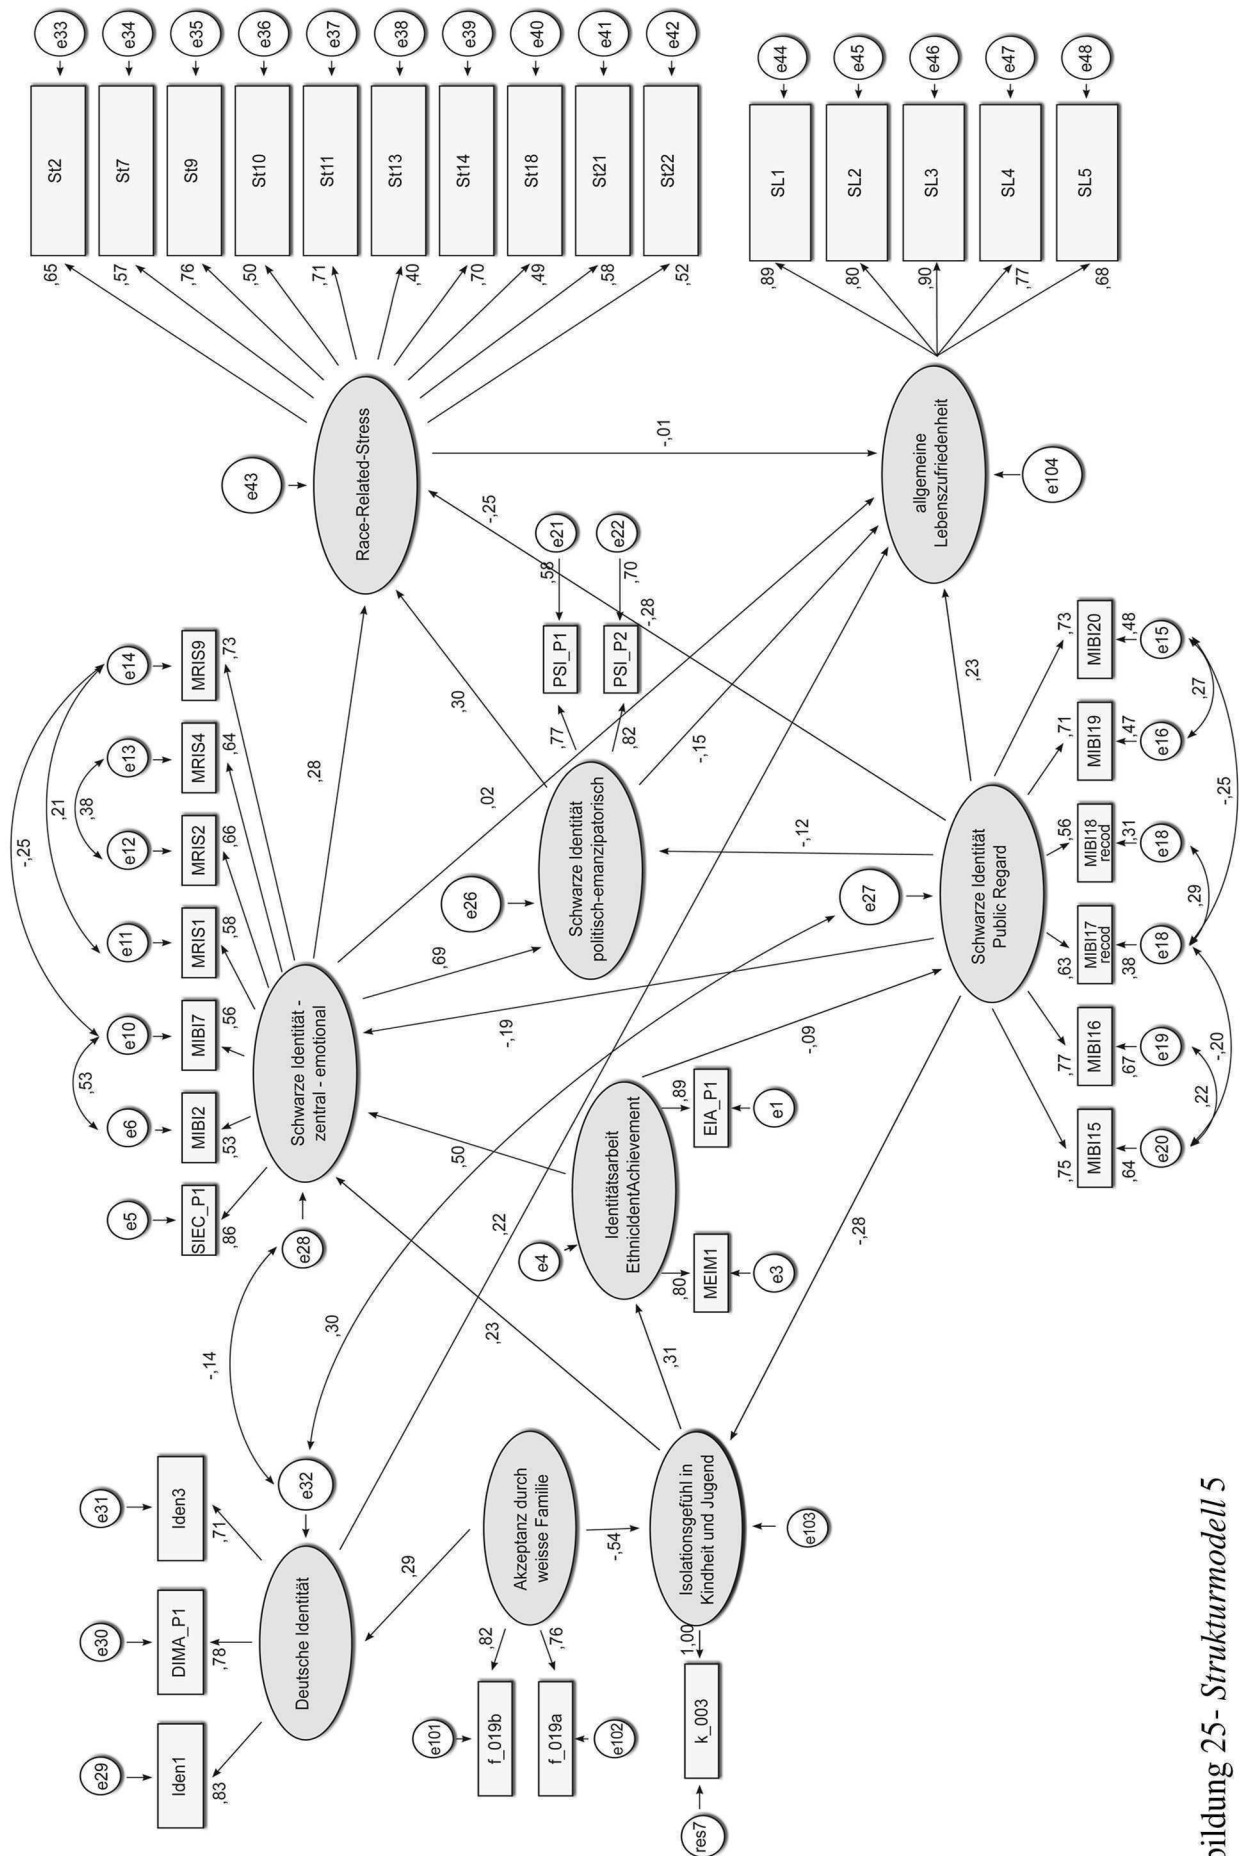 e29
e30
e31
Iden1
DIMA_P1
Iden3
,83
,78
,71
Deutsche Identität
e32
-,14
,30
e5
e6
e10
e11
e12
e13
e14
,53
-,25
,21
,38
SIEC_P1
MIBI2
MIBI7
MRIS1
MRIS2
MRIS4
MRIS9
,86
,53
,56
,58
,66
,64
,73
e28
Schwarze Identität -
zentral - emotional
,28
e43
Race-Related-Stress
,65
,57
,76
,50
,71
,40
,70
,49
,58
,52
St2
St7
St9
St10
St11
St13
St14
St18
St21
St22
e33
e34
e35
e36
e37
e38
e39
e40
e41
e42
e101
f_019b
f_019a
e102
,82
,76
Akzeptanz durch
weisse Familie
,29
-,54
,23
,22
,50
,69
,02
-,19
,30
e26
Schwarze Identität
politisch-emanzipatorisch
,77
,82
PSI_P1
PSI_P2
,58
,70
e21
e22
-,25
-,28
-,01
-,15
e4
Identitätsarbeit
EthnicIdentAchievement
,80
,89
MEIM1
EIA_P1
e3
e1
,31
-,09
-,12
e27
res7
k_003
1,00
Isolationsgefühl in
Kindheit und Jugend
e103
-,28
Schwarze Identität
Public Regard
,23
allgemeine
Lebenszufriedenheit
e104
,89
,80
,90
,77
,68
SL1
SL2
SL3
SL4
SL5
e44
e45
e46
e47
e48
,75
,77
,63
,56
,71
,73
MIBI15
MIBI16
MIBI17
recod
MIBI18
recod
MIBI19
MIBI20
,64
,67
,38
,31
,47
,48
e20
e19
e18
e18
e16
e15
,22
-,20
,29
-,25
,27
bildung 25- Strukturmodell 5